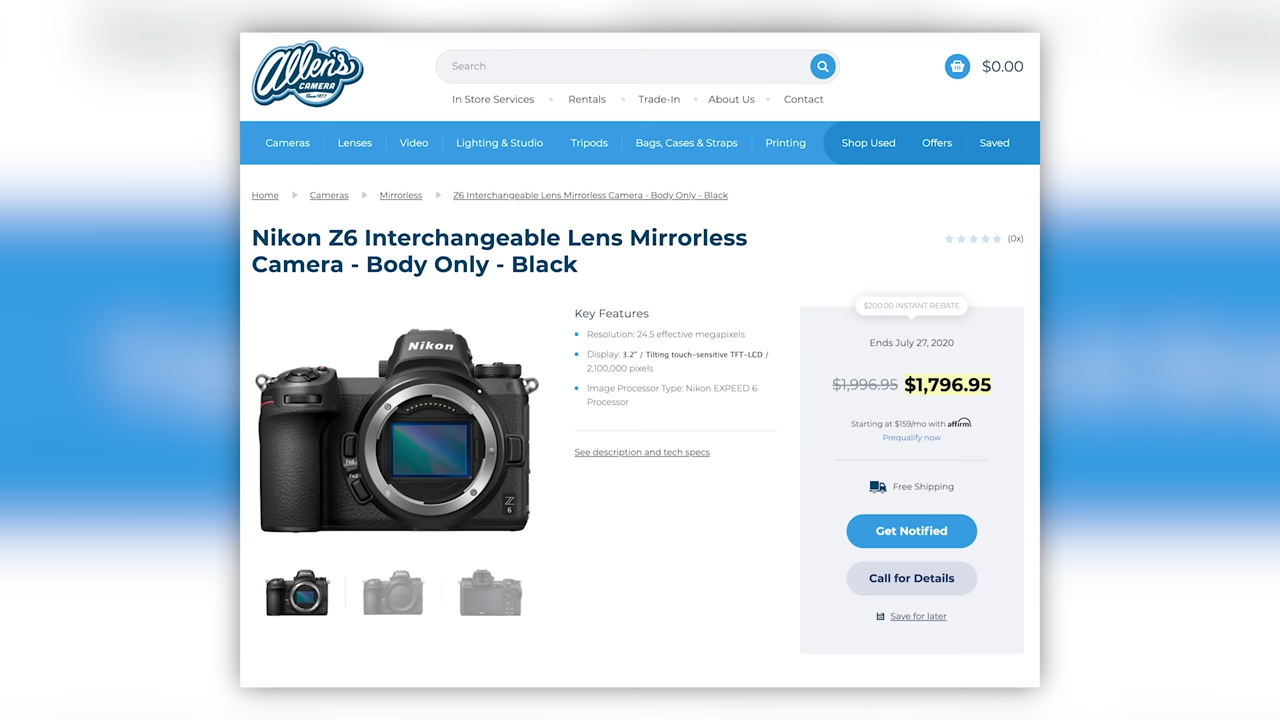 Allen's
CAMERA
Since 1977
Search
$0.00
In Store Services
Rentals
Trade-In
About Us
Contact
Cameras
Lenses
Video
Lighting & Studio
Tripods
Bags, Cases & Straps
Printing
Shop Used
Offers
Saved
Home
Cameras
Mirrorless
Z6 Interchangeable Lens Mirrorless Camera - Body Only - Black
Nikon Z6 Interchangeable Lens Mirrorless
Camera - Body Only - Black
(0x)
Nikon
Fn1
Fn2
Z
6
Key Features
Resolution: 24.5 effective megapixels
Display: 3.2" / Tilting touch-sensitive TFT-LCD /
2,100,000 pixels
Image Processor Type: Nikon EXPEED 6
Processor
See description and tech specs
$200.00 INSTANT REBATE
Ends July 27, 2020
$1,996.95 $1,796.95
Starting at $159/mo with affirm.
Prequalify now
Free Shipping
Get Notified
Call for Details
Save for later